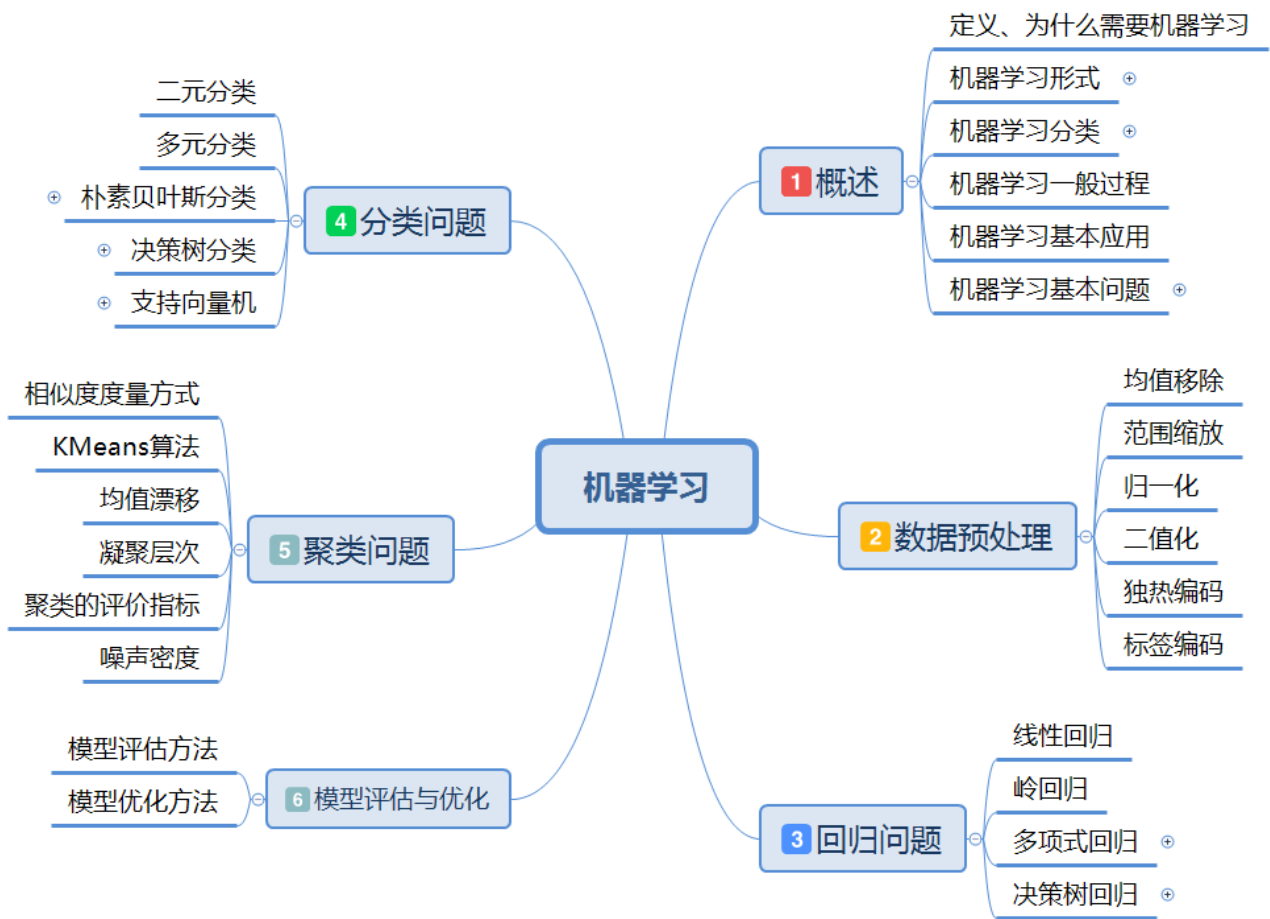 机器学习
1 概述
定义、为什么需要机器学习
机器学习形式
机器学习分类
机器学习一般过程
机器学习基本应用
机器学习基本问题
2 数据预处理
均值移除
范围缩放
归一化
二值化
独热编码
标签编码
3 回归问题
线性回归
岭回归
多项式回归
决策树回归
4 分类问题
二元分类
多元分类
朴素贝叶斯分类
决策树分类
支持向量机
5 聚类问题
相似度度量方式
KMeans算法
均值漂移
凝聚层次
聚类的评价指标
噪声密度
6 模型评估与优化
模型评估方法
模型优化方法